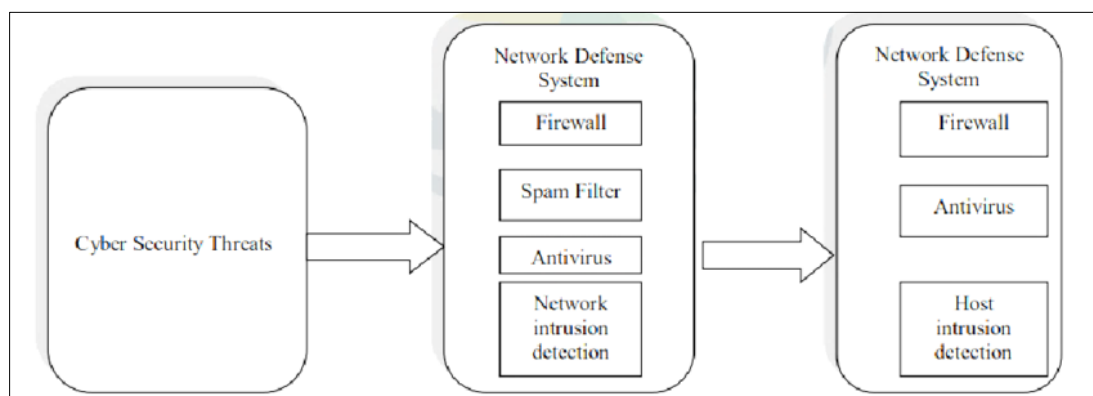 Cyber Security Threats
Network Defense
System
Firewall
Spam Filter
Antivirus
Network
intrusion
detection
Network Defense
System
Firewall
Antivirus
Host
intrusion
detection